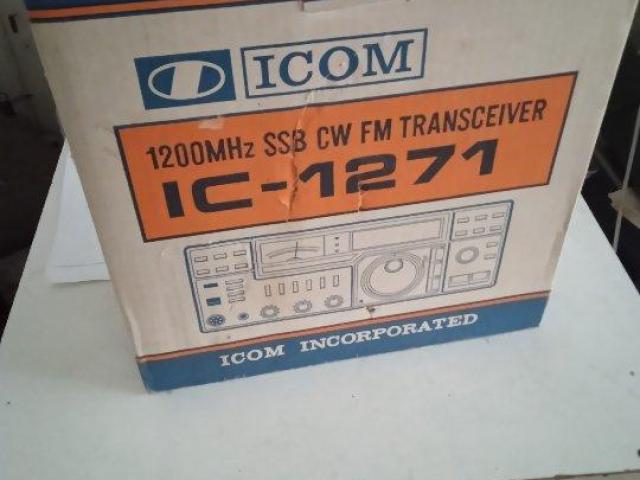 ICOM
1200MHz SSB CW FM TRANSCEIVER
IC-1271
ICOM INCORPORATED